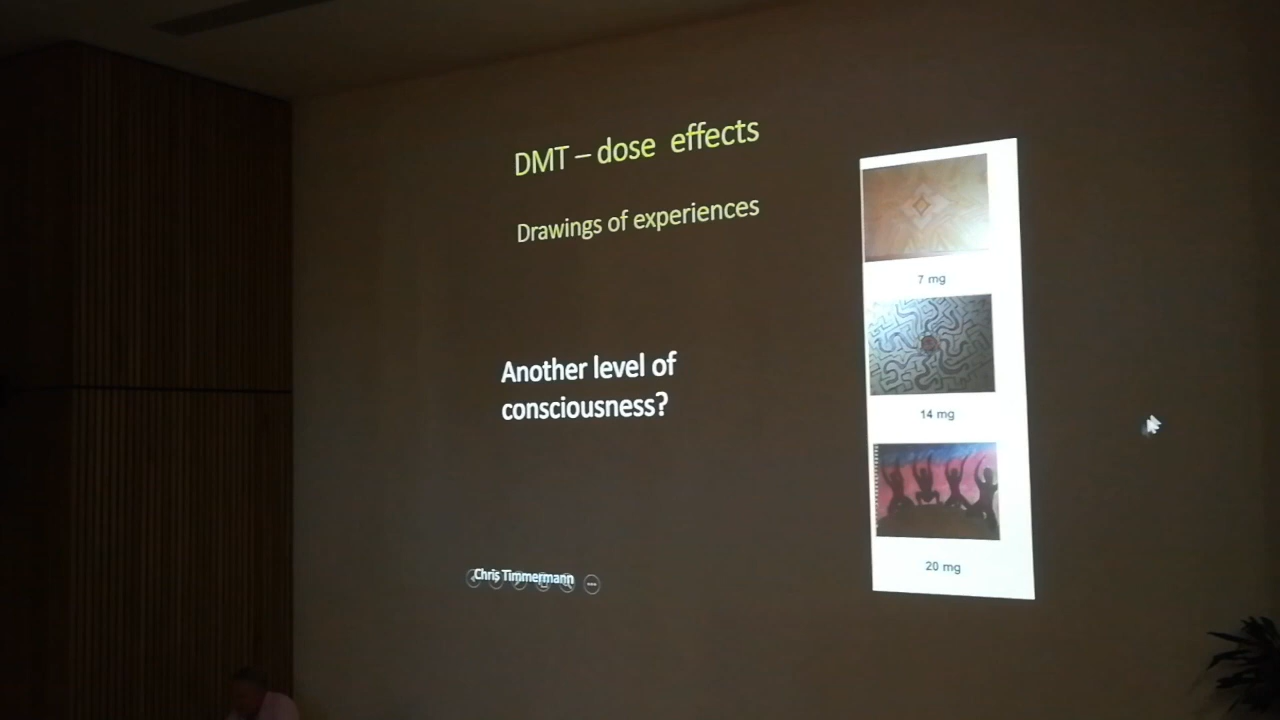 DMT – dose effects
Drawings of experiences
7 mg
Another level of
consciousness?
14 mg
20 mg
Chris Timmermann